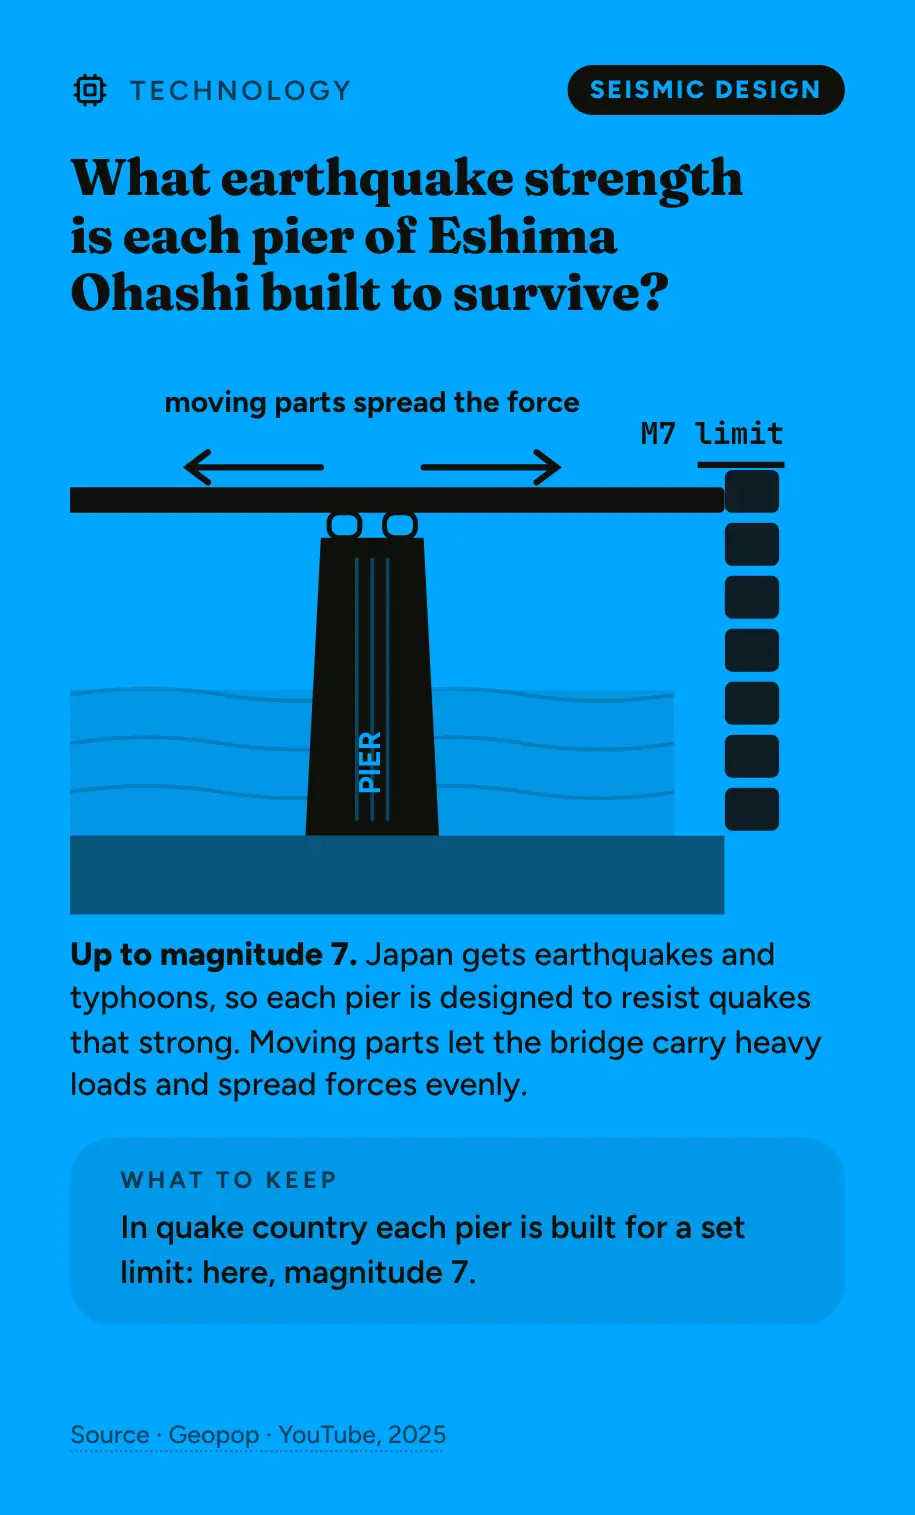 TECHNOLOGY
SEISMIC DESIGN
What earthquake strength
is each pier of Eshima
Ohashi built to survive?
moving parts spread the force
M7 limit
PIER
Up to magnitude 7. Japan gets earthquakes and
typhoons, so each pier is designed to resist quakes
that strong. Moving parts let the bridge carry heavy
loads and spread forces evenly.
WHAT TO KEEP
In quake country each pier is built for a set
limit: here, magnitude 7.
Source · Geopop · YouTube, 2025